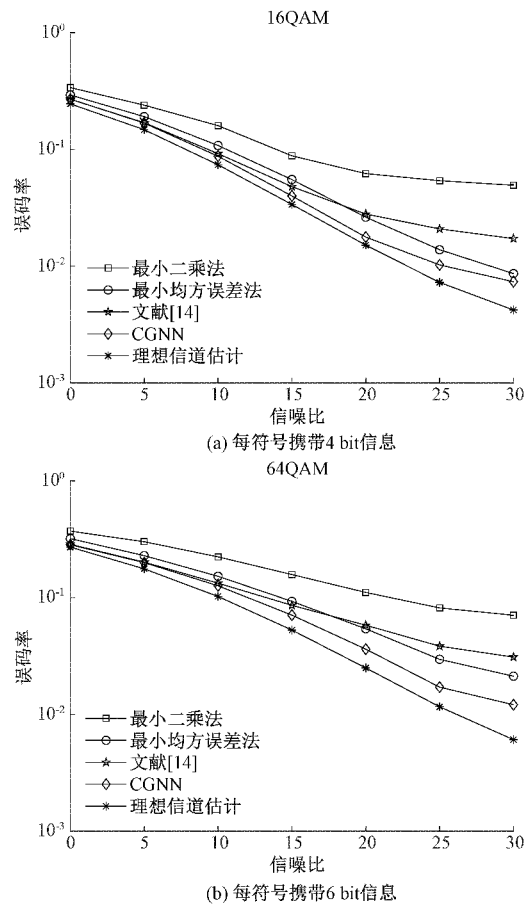 16QAM
10⁰
10⁻¹
10⁻²
10⁻³
误码率
最小二乘法
最小均方误差法
文献[14]
CGNN
理想信道估计
0 5 10 15 20 25 30
信噪比
(a) 每符号携带4 bit信息
64QAM
10⁰
10⁻¹
10⁻²
10⁻³
误码率
最小二乘法
最小均方误差法
文献[14]
CGNN
理想信道估计
0 5 10 15 20 25 30
信噪比
(b) 每符号携带6 bit信息